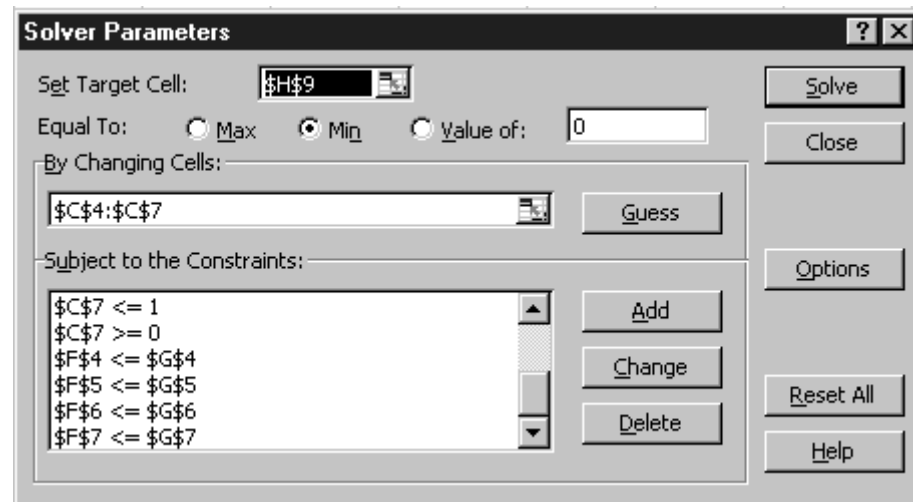 Solver Parameters ? X
Set Target Cell: $H$9 Solve
Equal To: Max Min Value of: 0 Close
By Changing Cells:
$C$4:$C$7 Guess
Subject to the Constraints: Options
$C$7 <= 1 Add
$C$7 >= 0
$F$4 <= $G$4 Change
$F$5 <= $G$5
$F$6 <= $G$6 Delete Reset All
$F$7 <= $G$7
Help